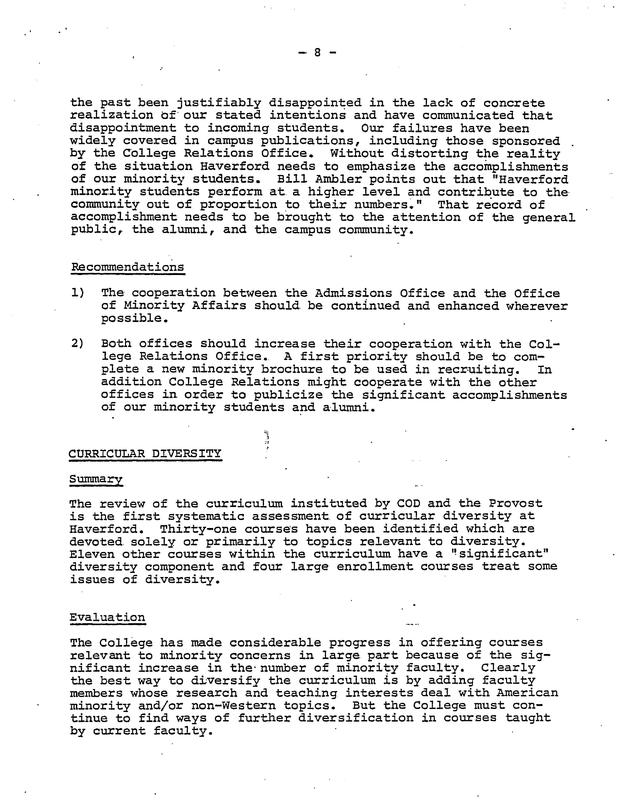 - 8 -
the past been justifiably disappointed in the lack of concrete
realization of our stated intentions and have communicated that
disappointment to incoming students. Our failures have been
widely covered in campus publications, including those sponsored
by the College Relations Office. Without distorting the reality
of the situation Haverford needs to emphasize the accomplishments
of our minority students. Bill Ambler points out that "Haverford
minority students perform at a higher level and contribute to the
community out of proportion to their numbers." That record of
accomplishment needs to be brought to the attention of the general
public, the alumni, and the campus community.
Recommendations
1) The cooperation between the Admissions Office and the Office
of Minority Affairs should be continued and enhanced wherever
possible.
2) Both offices should increase their cooperation with the Col-
lege Relations Office. A first priority should be to com-
plete a new minority brochure to be used in recruiting. In
addition College Relations might cooperate with the other
offices in order to publicize the significant accomplishments
of our minority students and alumni.
CURRICULAR DIVERSITY
Summary
The review of the curriculum instituted by COD and the Provost
is the first systematic assessment of curricular diversity at
Haverford. Thirty-one courses have been identified which are
devoted solely or primarily to topics relevant to diversity.
Eleven other courses within the curriculum have a "significant"
diversity component and four large enrollment courses treat some
issues of diversity.
Evaluation
The College has made considerable progress in offering courses
relevant to minority concerns in large part because of the sig-
nificant increase in the number of minority faculty. Clearly
the best way to diversify the curriculum is by adding faculty
members whose research and teaching interests deal with American
minority and/or non-Western topics. But the College must con-
tinue to find ways of further diversification in courses taught
by current faculty.